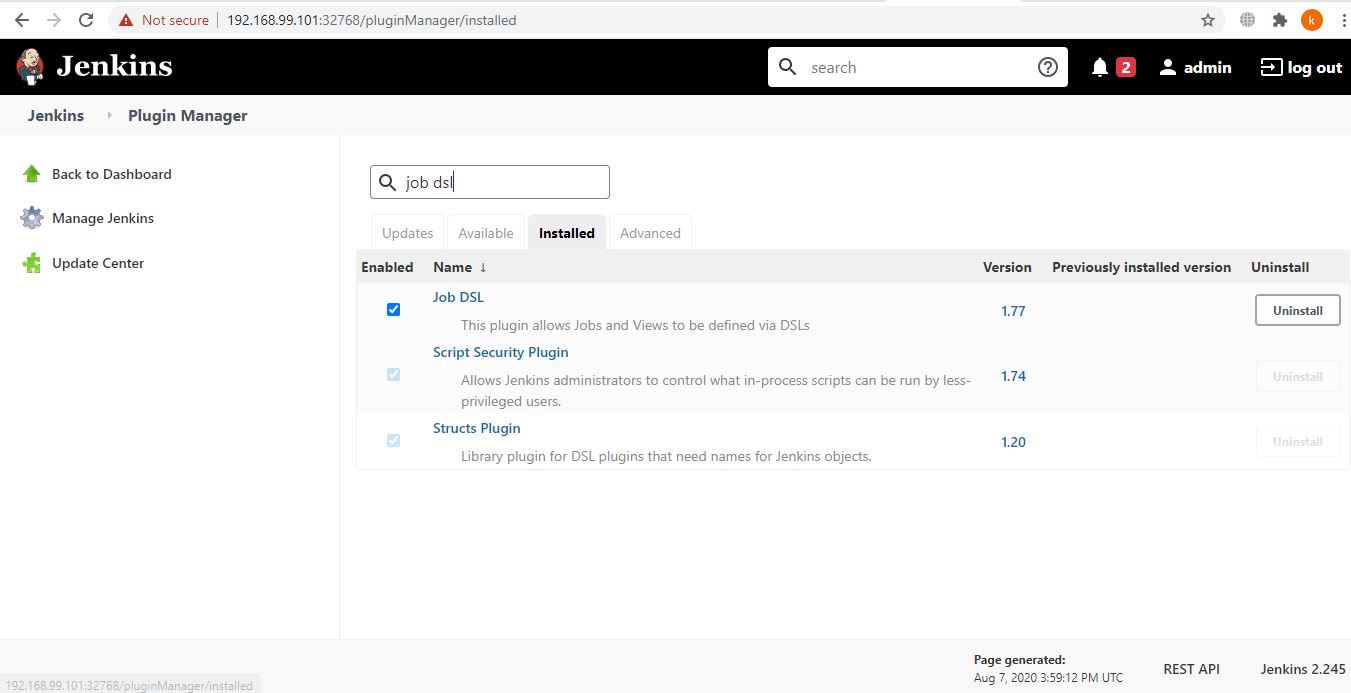 Not secure 192.168.99.101:32768/pluginManager/installed k
Jenkins search 2 admin log out
Jenkins Plugin Manager
Back to Dashboard
Manage Jenkins
Update Center
job dsl
Updates Available Installed Advanced
Enabled Name ↓ Version Previously installed version Uninstall
Job DSL
This plugin allows Jobs and Views to be defined via DSLs
1.77 Uninstall
Script Security Plugin
Allows Jenkins administrators to control what in-process scripts can be run by less-
privileged users.
1.74 Uninstall
Structs Plugin
Library plugin for DSL plugins that need names for Jenkins objects.
1.20 Uninstall
Page generated:
Aug 7, 2020 3:59:12 PM UTC
REST API Jenkins 2.245
192.168.99.101:32768/pluginManager/installed